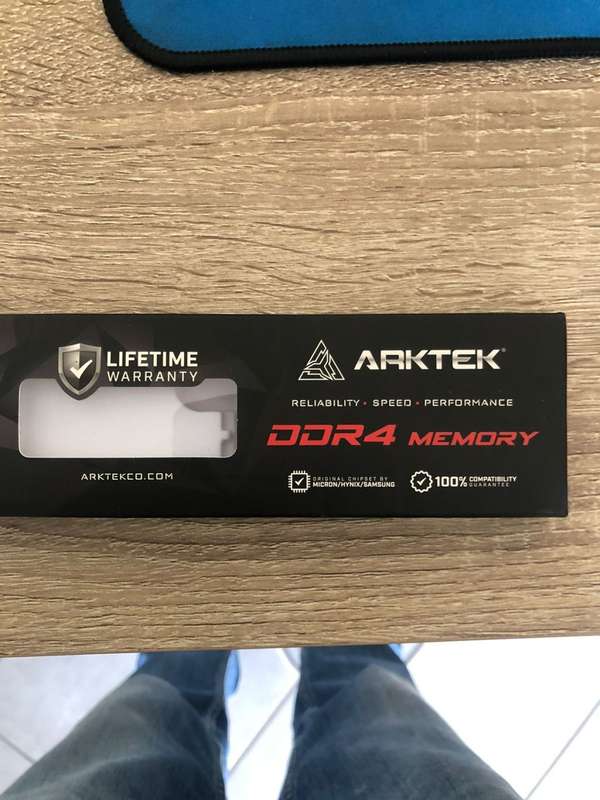 LIFETIME
WARRANTY
ARKTEKCO.COM
ARKTEK®
RELIABILITY • SPEED • PERFORMANCE
DDR4 MEMORY
ORIGINAL CHIPSET BY
MICRON/HYNIX/SAMSUNG
100% COMPATIBILITY
GUARANTEE